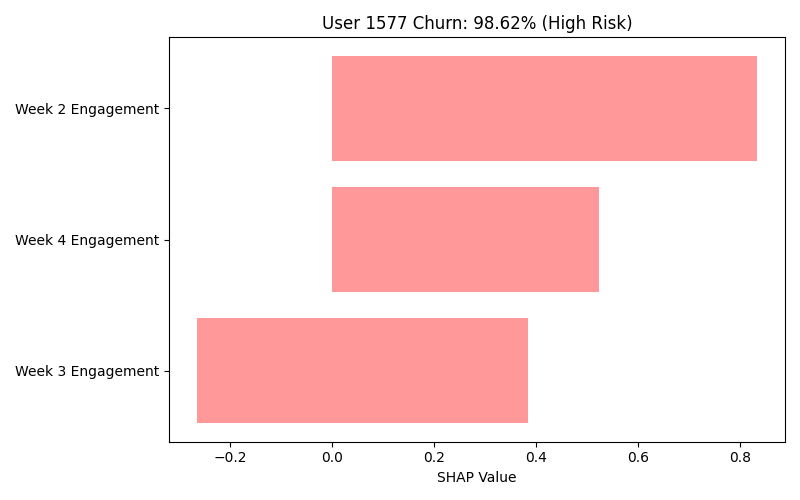 User 1577 Churn: 98.62% (High Risk)
Week 2 Engagement
Week 4 Engagement
Week 3 Engagement
−0.2 0.0 0.2 0.4 0.6 0.8
SHAP Value